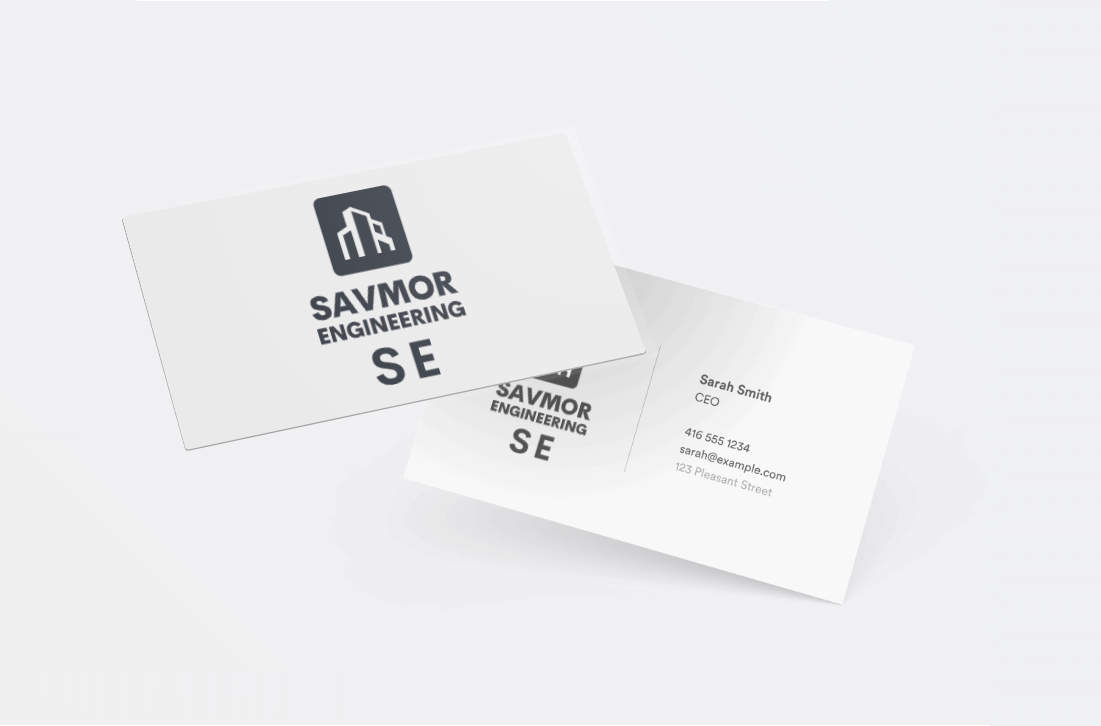 SAVMOR
ENGINEERING
S E
SAVMOR
ENGINEERING
S E
Sarah Smith
CEO
416 555 1234
sarah@example.com
123 Pleasant Street